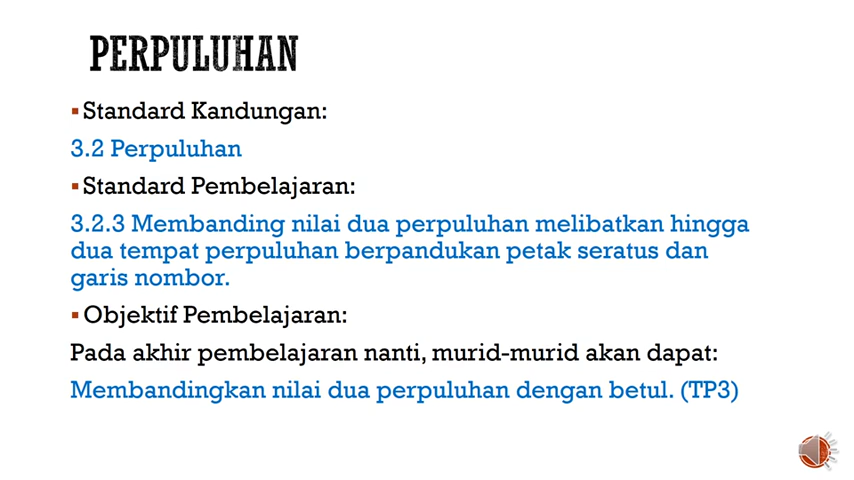 PERPULUHAN
▪Standard Kandungan:
3.2 Perpuluhan
▪Standard Pembelajaran:
3.2.3 Membanding nilai dua perpuluhan melibatkan hingga
dua tempat perpuluhan berpandukan petak seratus dan
garis nombor.
▪Objektif Pembelajaran:
Pada akhir pembelajaran nanti, murid-murid akan dapat:
Membandingkan nilai dua perpuluhan dengan betul. (TP3)